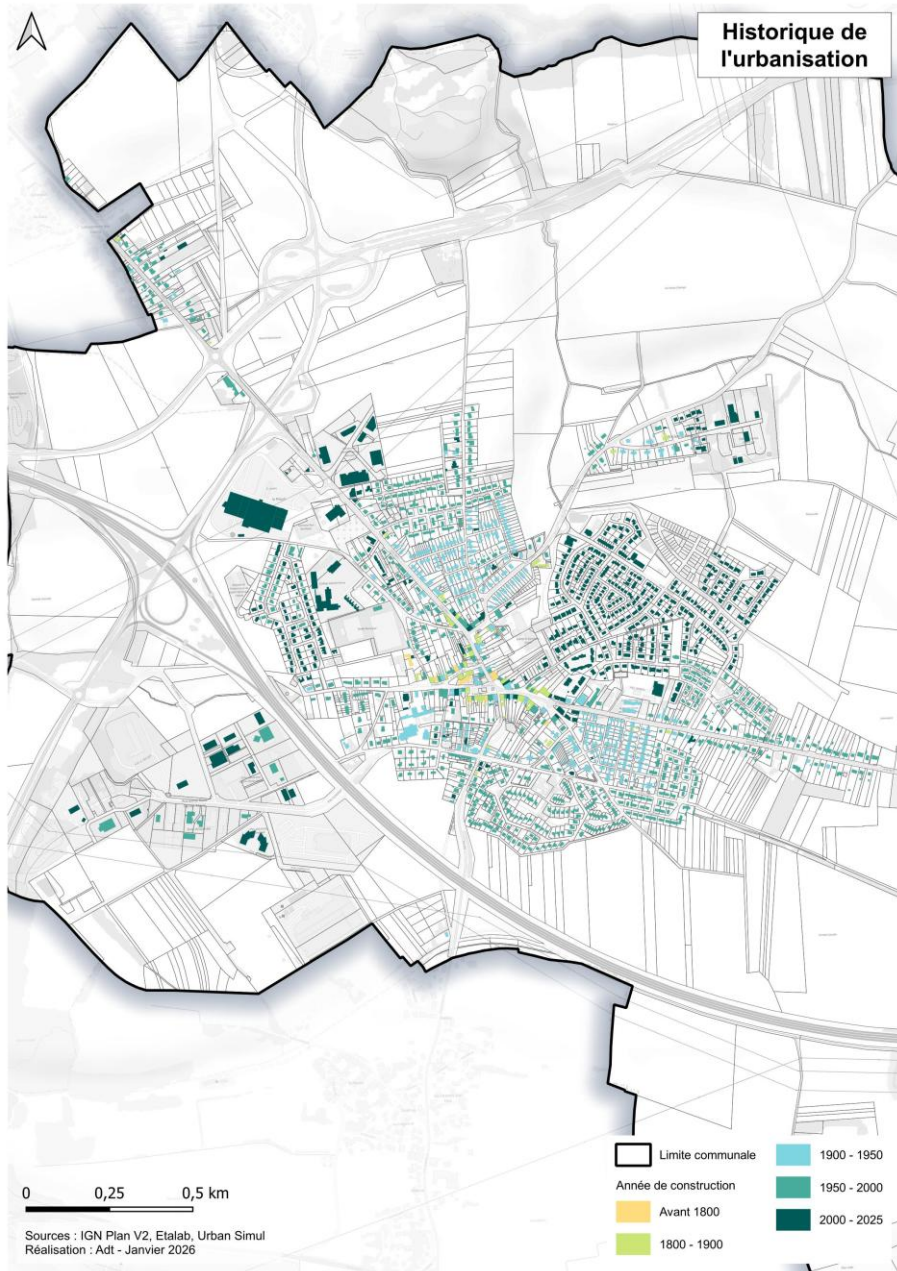 Historique de
l'urbanisation
0 0,25 0,5 km
Sources : IGN Plan V2, Etalab, Urban Simul
Réalisation : Adt - Janvier 2026
Limite communale
Année de construction
Avant 1800
1800 - 1900
1900 - 1950
1950 - 2000
2000 - 2025